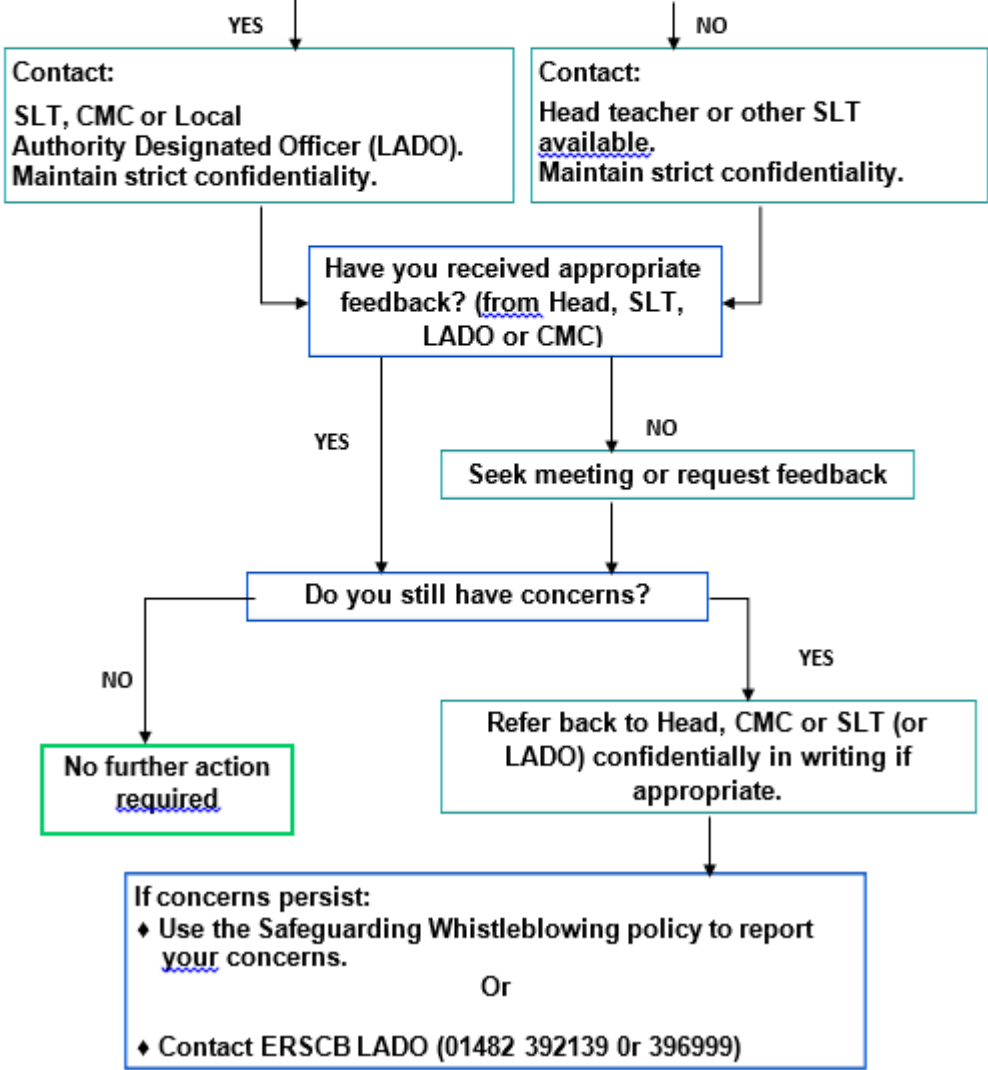 YES
NO
Contact:
SLT, CMC or Local
Authority Designated Officer (LADO).
Maintain strict confidentiality.
Contact:
Head teacher or other SLT
available.
Maintain strict confidentiality.
Have you received appropriate
feedback? (from Head, SLT,
LADO or CMC)
YES
NO
Seek meeting or request feedback
Do you still have concerns?
NO
YES
No further action
required
Refer back to Head, CMC or SLT (or
LADO) confidentially in writing if
appropriate.
If concerns persist:
♦ Use the Safeguarding Whistleblowing policy to report
your concerns.
Or
♦ Contact ERSCB LADO (01482 392139 0r 396999)